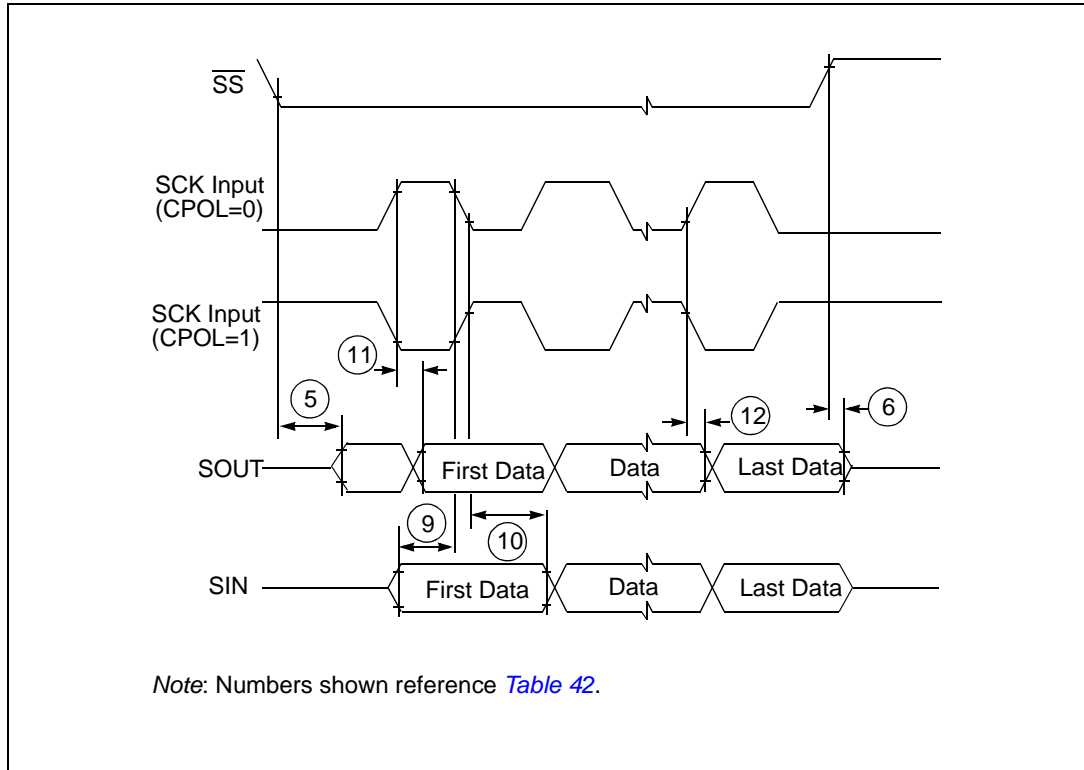 SS
SCK Input
(CPOL=0)
SCK Input
(CPOL=1)
11
5
12
6
SOUT
First Data
Data
Last Data
9
10
SIN
First Data
Data
Last Data
Note: Numbers shown reference Table 42.